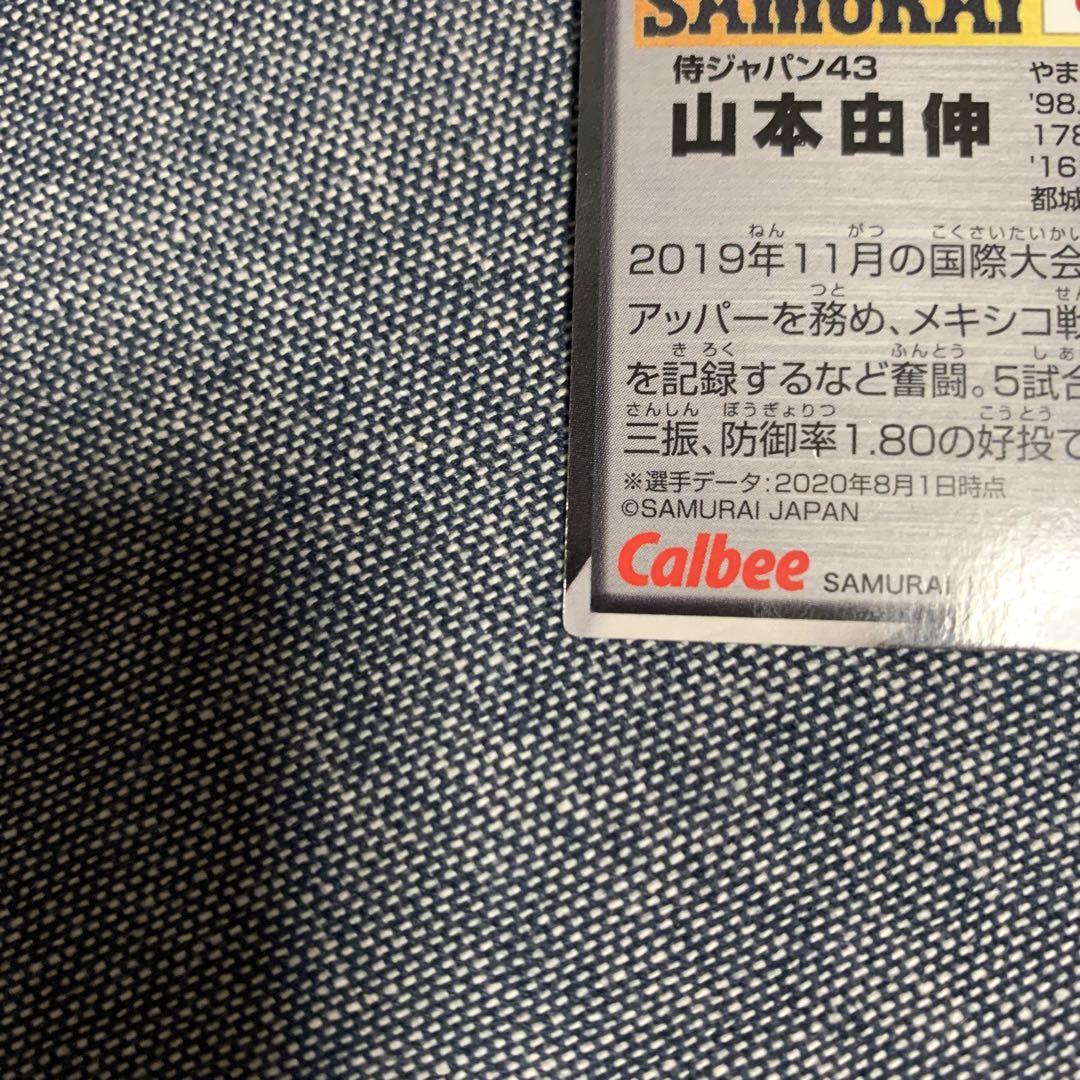 SAMURAI
侍ジャパン43
山本由伸
やま
'98.
178
'16
都城
ねん がつ こくさいたいかい
2019年11月の国際大会
つと せん
アッパーを務め、メキシコ戦
きろく ふんとう しあ
を記録するなど奮闘。5試合
さんしん ぼうぎょりつ こうとう
三振、防御率1.80の好投で
※選手データ:2020年8月1日時点
©SAMURAI JAPAN
Calbee SAMURAI